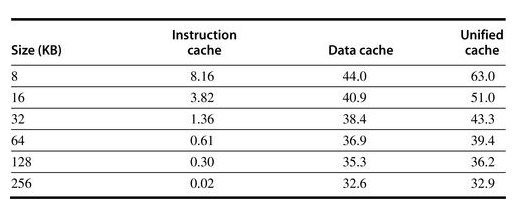 Size (KB) Instruction cache Data cache Unified cache
8 8.16 44.0 63.0
16 3.82 40.9 51.0
32 1.36 38.4 43.3
64 0.61 36.9 39.4
128 0.30 35.3 36.2
256 0.02 32.6 32.9